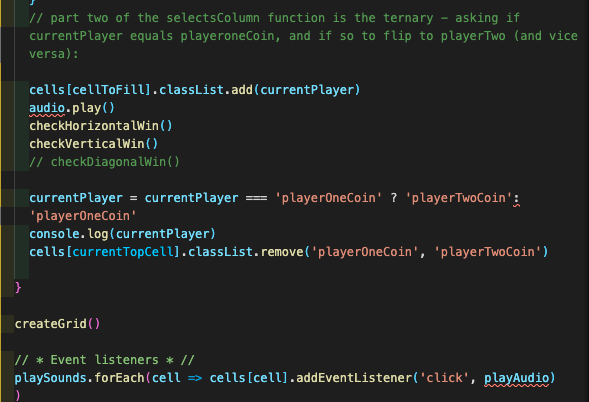 }
// part two of the selectsColumn function is the ternary – asking if
currentPlayer equals playeroneCoin, and if so to flip to playerTwo (and vice
versa):
cells[cellToFill].classList.add(currentPlayer)
audio.play()
checkHorizontalWin()
checkVerticalWin()
// checkDiagonalWin()
currentPlayer = currentPlayer === 'playerOneCoin' ? 'playerTwoCoin':
'playerOneCoin'
console.log(currentPlayer)
cells[currentTopCell].classList.remove('playerOneCoin', 'playerTwoCoin')
}
createGrid()
// * Event listeners * //
playSounds.forEach(cell => cells[cell].addEventListener('click', playAudio)
)